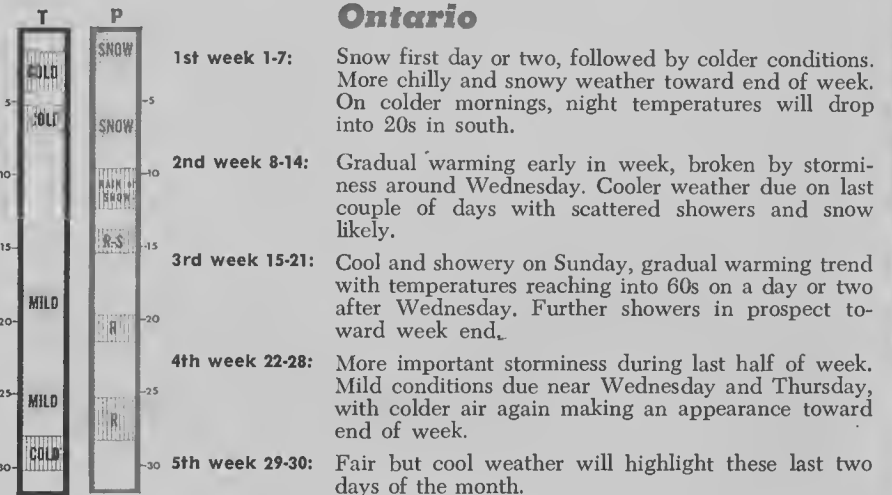 T P
Ontario
SNOW
COLD
5
COLD
5
SNOW
10
10
RAIN or
SNOW
15
R-S
15
MILD
20
R
20
25
MILD
25
R
COLD
30
30
1st week 1-7: Snow first day or two, followed by colder conditions.
More chilly and snowy weather toward end of week.
On colder mornings, night temperatures will drop
into 20s in south.
2nd week 8-14: Gradual warming early in week, broken by stormi-
ness around Wednesday. Cooler weather due on last
couple of days with scattered showers and snow
likely.
3rd week 15-21: Cool and showery on Sunday, gradual warming trend
with temperatures reaching into 60s on a day or two
after Wednesday. Further showers in prospect to-
ward week end.
4th week 22-28: More important storminess during last half of week.
Mild conditions due near Wednesday and Thursday,
with colder air again making an appearance toward
end of week.
5th week 29-30: Fair but cool weather will highlight these last two
days of the month.